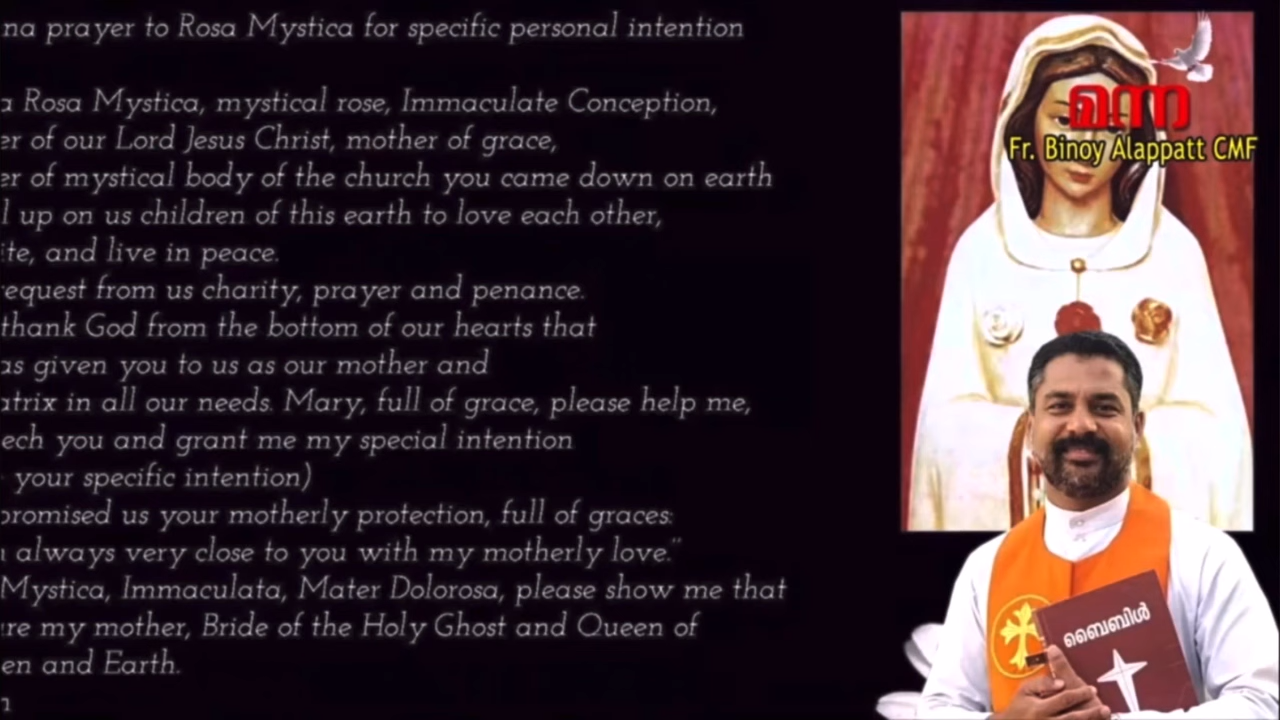 na prayer to Rosa Mystica for specific personal intention
a Rosa Mystica, mystical rose, Immaculate Conception,
er of our Lord Jesus Christ, mother of grace,
er of mystical body of the church you came down on earth
l up on us children of this earth to love each other,
ite, and live in peace.
equest from us charity, prayer and penance.
thank God from the bottom of our hearts that
as given you to us as our mother and
atrix in all our needs. Mary, full of grace, please help me,
ech you and grant me my special intention
your specific intention)
promised us your motherly protection, full of graces:
always very close to you with my motherly love."
Mystica, Immaculata, Mater Dolorosa, please show me that
re my mother, Bride of the Holy Ghost and Queen of
en and Earth.
മന്ന
Fr. Binoy Alappatt CMF
ബൈബിൾ